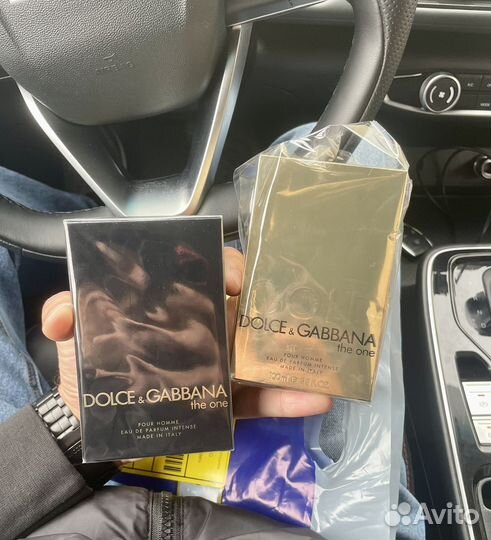 DOLCE & GABBANA
the one
POUR HOMME
EAU DE PARFUM INTENSE
MADE IN ITALY
DOLCE & GABBANA
the one
POUR HOMME
EAU DE PARFUM INTENSE
MADE IN ITALY
Avito